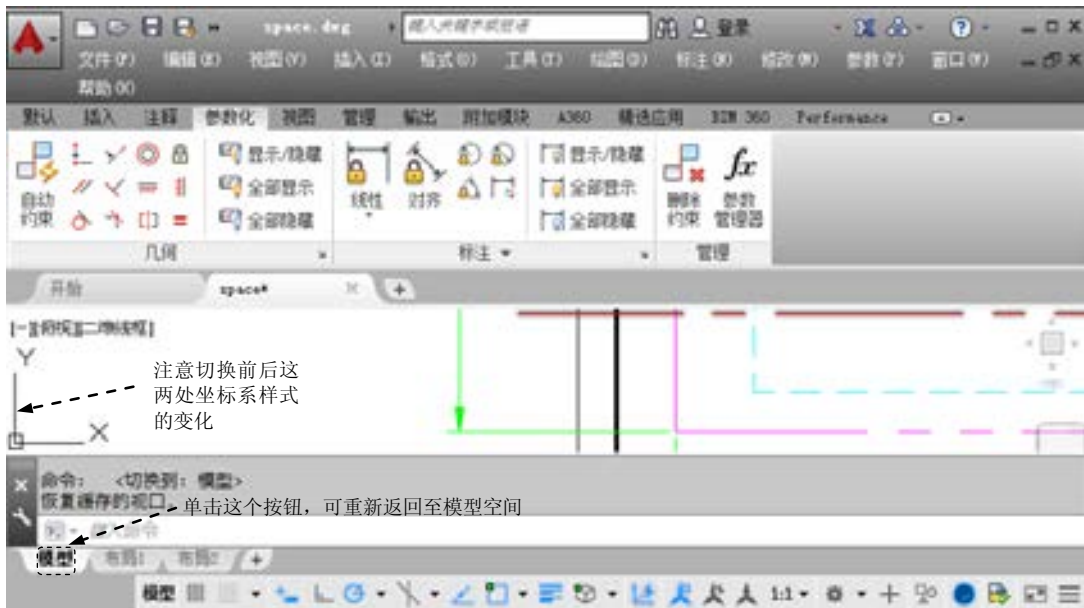 space.dwg 键入关键字或短语 登录
文件(F) 编辑(E) 视图(V) 插入(I) 格式(O) 工具(T) 绘图(D) 标注(N) 修改(M) 参数(P) 窗口(W)
帮助(H)
默认 插入 注释 参数化 视图 管理 输出 附加模块 A360 精选应用 BIM 360 Performance
自动约束
显示/隐藏
全部显示
全部隐藏
线性
对齐
显示/隐藏
全部显示
全部隐藏
删除约束
fx
参数管理器
几何 标注 管理
开始 space*
[-][俯视][二维线框]
Y
X
注意切换前后这
两处坐标系样式
的变化
命令: <切换到: 模型>
恢复缓存的视口。
单击这个按钮，可重新返回至模型空间
键入命令
模型 布局1 布局2 +
模型 1:1